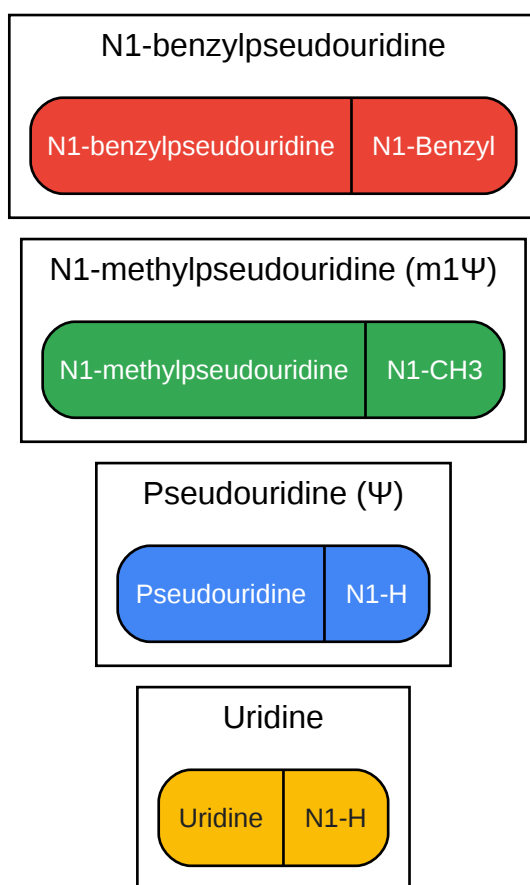 N1-benzylpseudouridine
N1-benzylpseudouridine N1-Benzyl
N1-methylpseudouridine (m1Ψ)
N1-methylpseudouridine N1-CH3
Pseudouridine (Ψ)
Pseudouridine N1-H
Uridine
Uridine N1-H